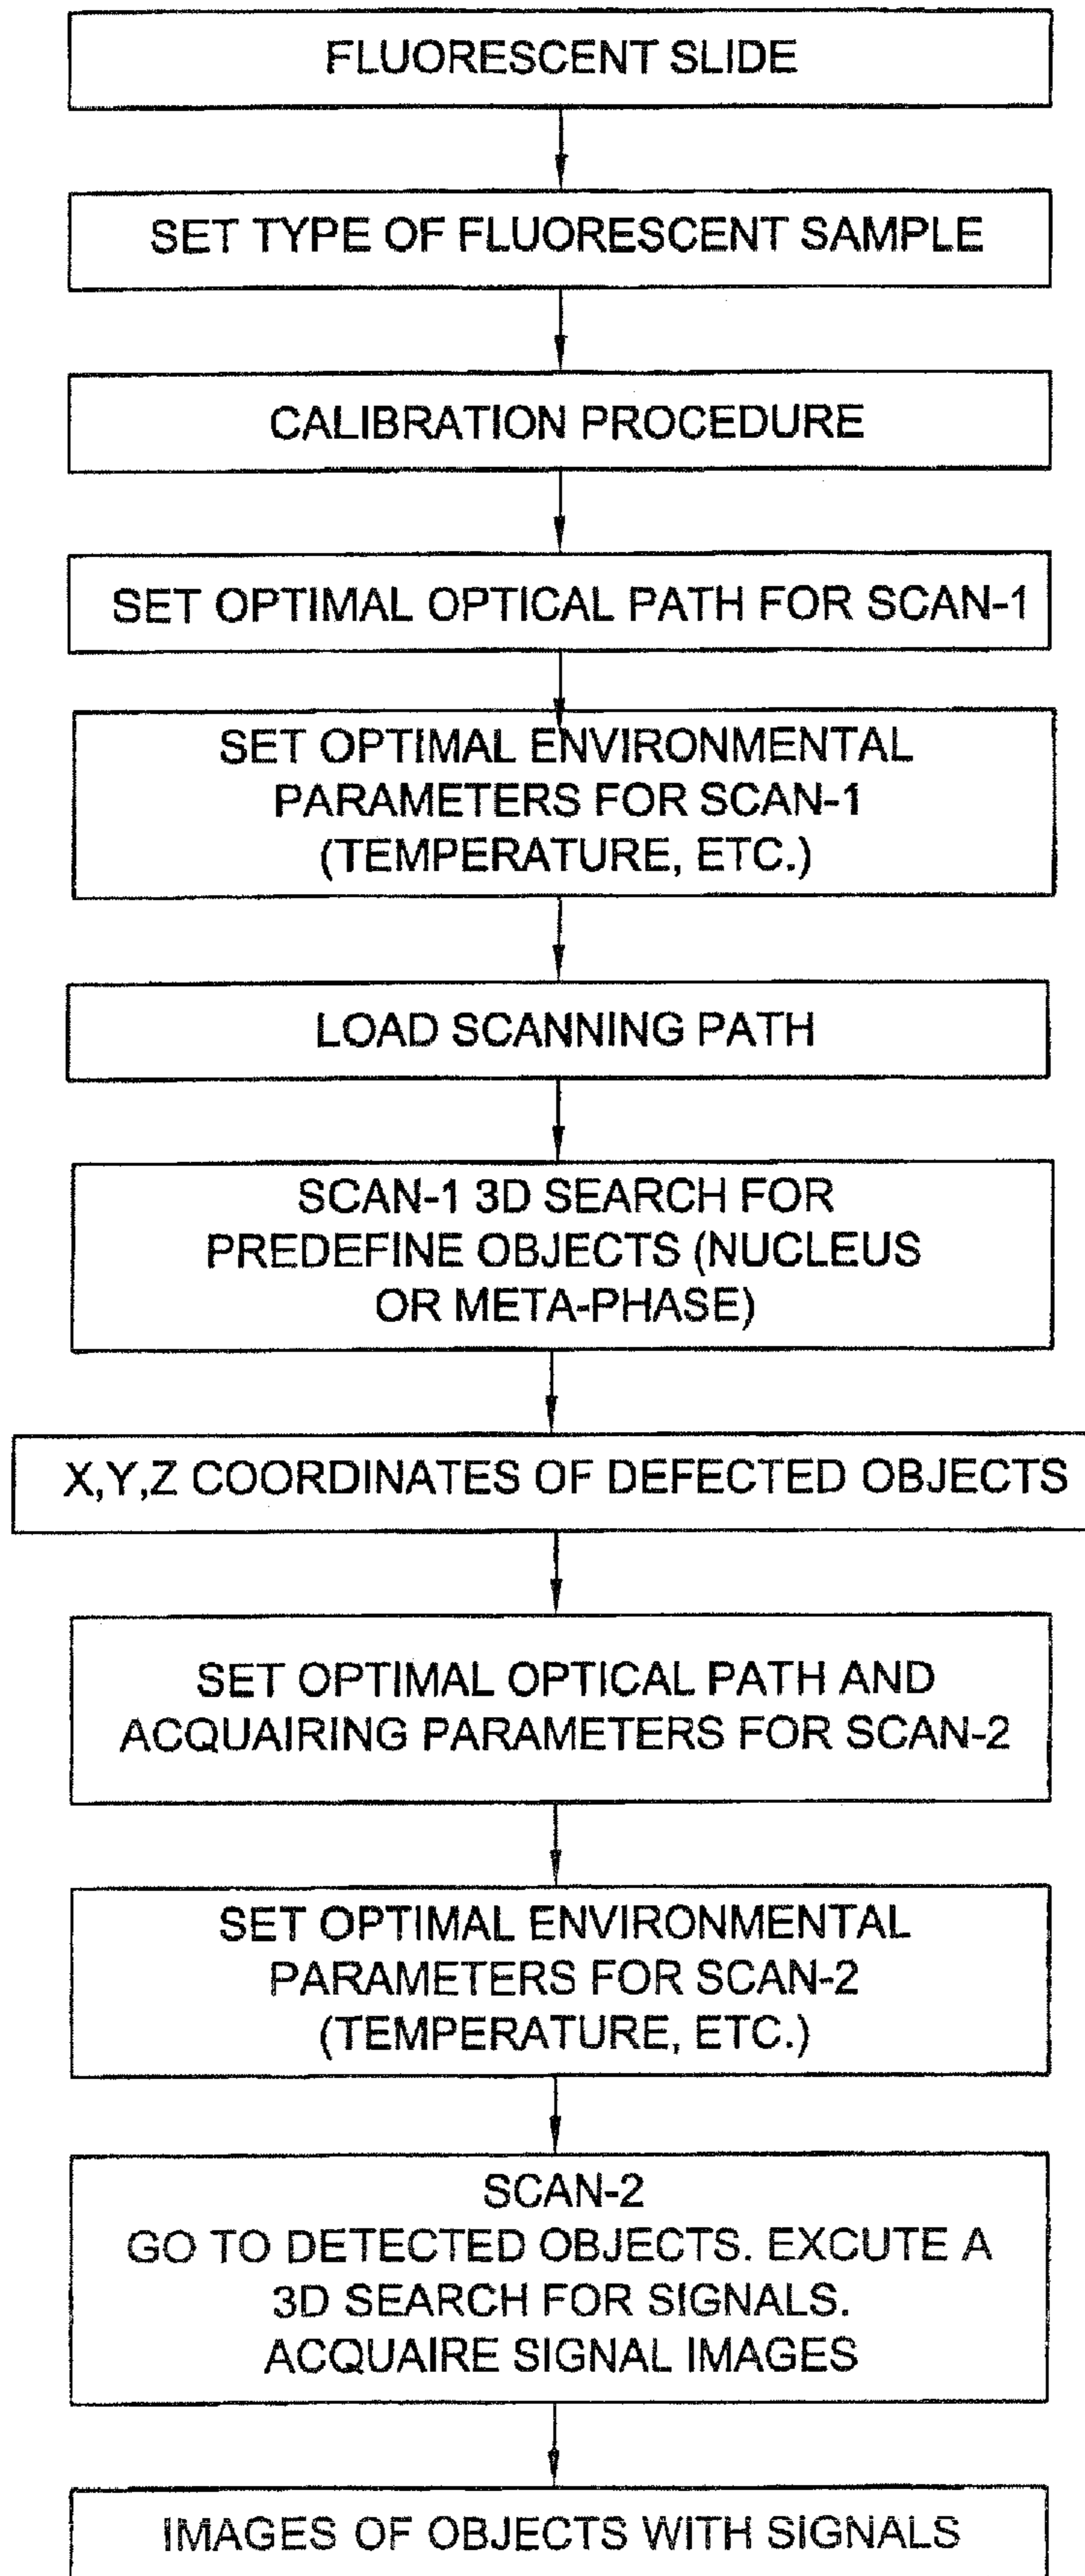 FLUORESCENT SLIDE
SET TYPE OF FLUORESCENT SAMPLE
CALIBRATION PROCEDURE
SET OPTIMAL OPTICAL PATH FOR SCAN-1
SET OPTIMAL ENVIRONMENTAL
PARAMETERS FOR SCAN-1
(TEMPERATURE, ETC.)
LOAD SCANNING PATH
SCAN-1 3D SEARCH FOR
PREDEFINE OBJECTS (NUCLEUS
OR META-PHASE)
X,Y,Z COORDINATES OF DEFECTED OBJECTS
SET OPTIMAL OPTICAL PATH AND
ACQUAIRING PARAMETERS FOR SCAN-2
SET OPTIMAL ENVIRONMENTAL
PARAMETERS FOR SCAN-2
(TEMPERATURE, ETC.)
SCAN-2
GO TO DETECTED OBJECTS. EXCUTE A
3D SEARCH FOR SIGNALS.
ACQUAIRE SIGNAL IMAGES
IMAGES OF OBJECTS WITH SIGNALS